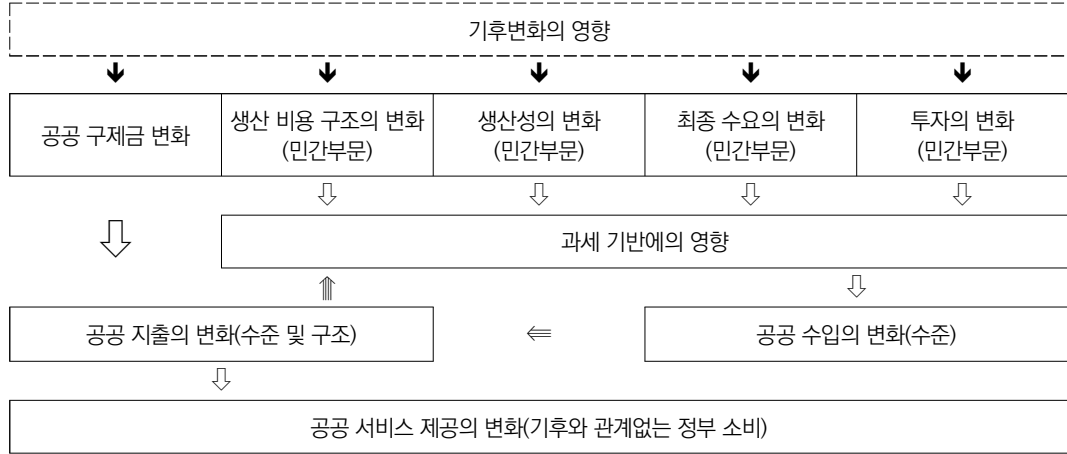 기후변화의 영향
공공 구제금 변화
생산 비용 구조의 변화
(민간부문)
생산성의 변화
(민간부문)
최종 수요의 변화
(민간부문)
투자의 변화
(민간부문)
과세 기반에의 영향
공공 지출의 변화(수준 및 구조)
공공 수입의 변화(수준)
공공 서비스 제공의 변화(기후와 관계없는 정부 소비)